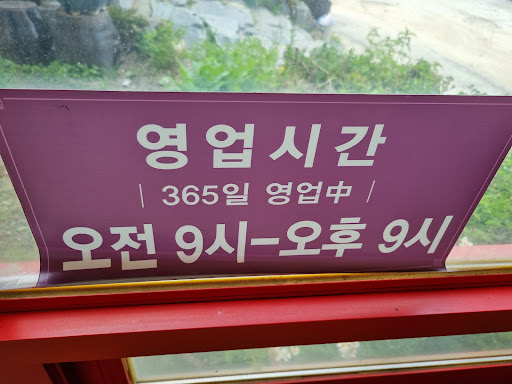 영업시간
| 365일 영업中 |
오전 9시-오후 9시